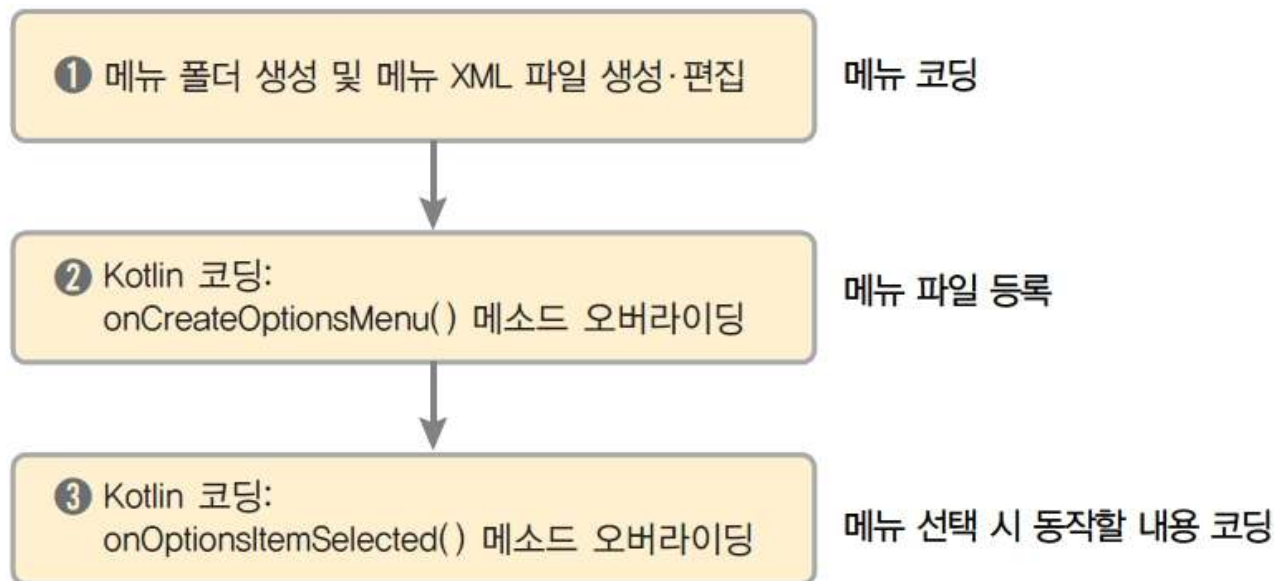 ❶ 메뉴 폴더 생성 및 메뉴 XML 파일 생성·편집
메뉴 코딩
❷ Kotlin 코딩:
onCreateOptionsMenu( ) 메소드 오버라이딩
메뉴 파일 등록
❸ Kotlin 코딩:
onOptionsItemSelected( ) 메소드 오버라이딩
메뉴 선택 시 동작할 내용 코딩